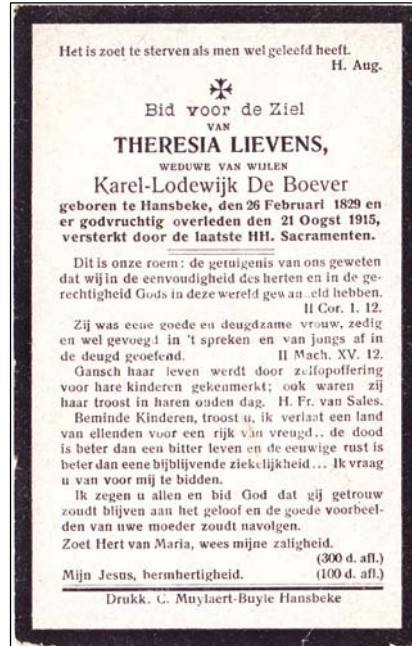 Het is zoet te sterven als men wel geleefd heeft.
H. Aug.
Bid voor de Ziel
VAN
THERESIA LIEVENS,
WEDUWE VAN WIJLEN
Karel-Lodewijk De Boever
geboren te Hansbeke, den 26 Februari 1829 en
er godvruchtig overleden den 21 Oogst 1915,
versterkt door de laatste HH. Sacramenten.
Dit is onze roem: de getuigenis van ons geweten
dat wij in de eenvoudigheid des herten en in de ge-
rechtigheid Gods in deze wereld gewandeld hebben.
II Cor. 1. 12.
Zij was eene goede en deugdzame vrouw, zedig
en wel gevoegd in 't spreken en van jongs af in
de deugd geoefend. II Mach. XV. 12.
Gansch haar leven werdt door zelfopoffering
voor hare kinderen gekenmerkt; ook waren zij
haar troost in haren ouden dag. H. Fr. van Sales.
Beminde Kinderen, troost u, ik verlaat een land
van ellenden voor een rijk van vreugd.. de dood
is beter dan een bitter leven en de eeuwige rust is
beter dan eene bijblijvende ziekelijkheid... Ik vraag
u van voor mij te bidden.
Ik zegen u allen en bid God dat gij getrouw
zoudt blijven aan het geloof en de goede voorbeel-
den van uwe moeder zoudt navolgen.
Zoet Hert van Maria, wees mijne zaligheid.
(300 d. afl.)
Mijn Jesus, bermhertigheid. (100 d. afl.)
Drukk. C. Muylaert-Buyle Hansbeke